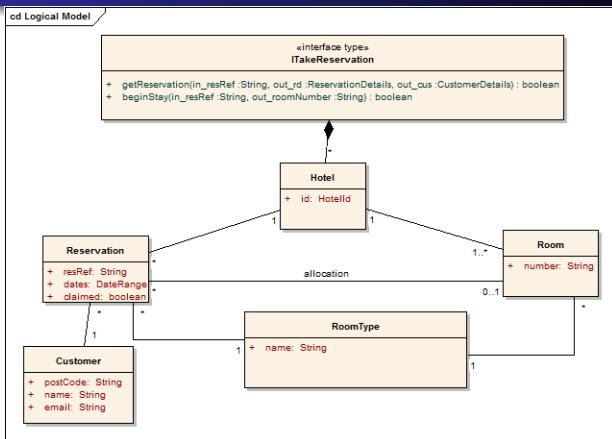 cd Logical Model
«interface type»
ITakeReservation
+ getReservation(in_resRef :String, out_rd :ReservationDetails, out_cus :CustomerDetails) : boolean
+ beginStay(in_resRef :String, out_roomNumber :String) : boolean
*
Hotel
+ id: HotelId
1
1
Reservation
+ resRef: String
+ dates: DateRange
+ claimed: boolean
*
1..*
Room
+ number: String
allocation
*
0..1
*
*
*
1
RoomType
+ name: String
1
1
Customer
+ postCode: String
+ name: String
+ email: String